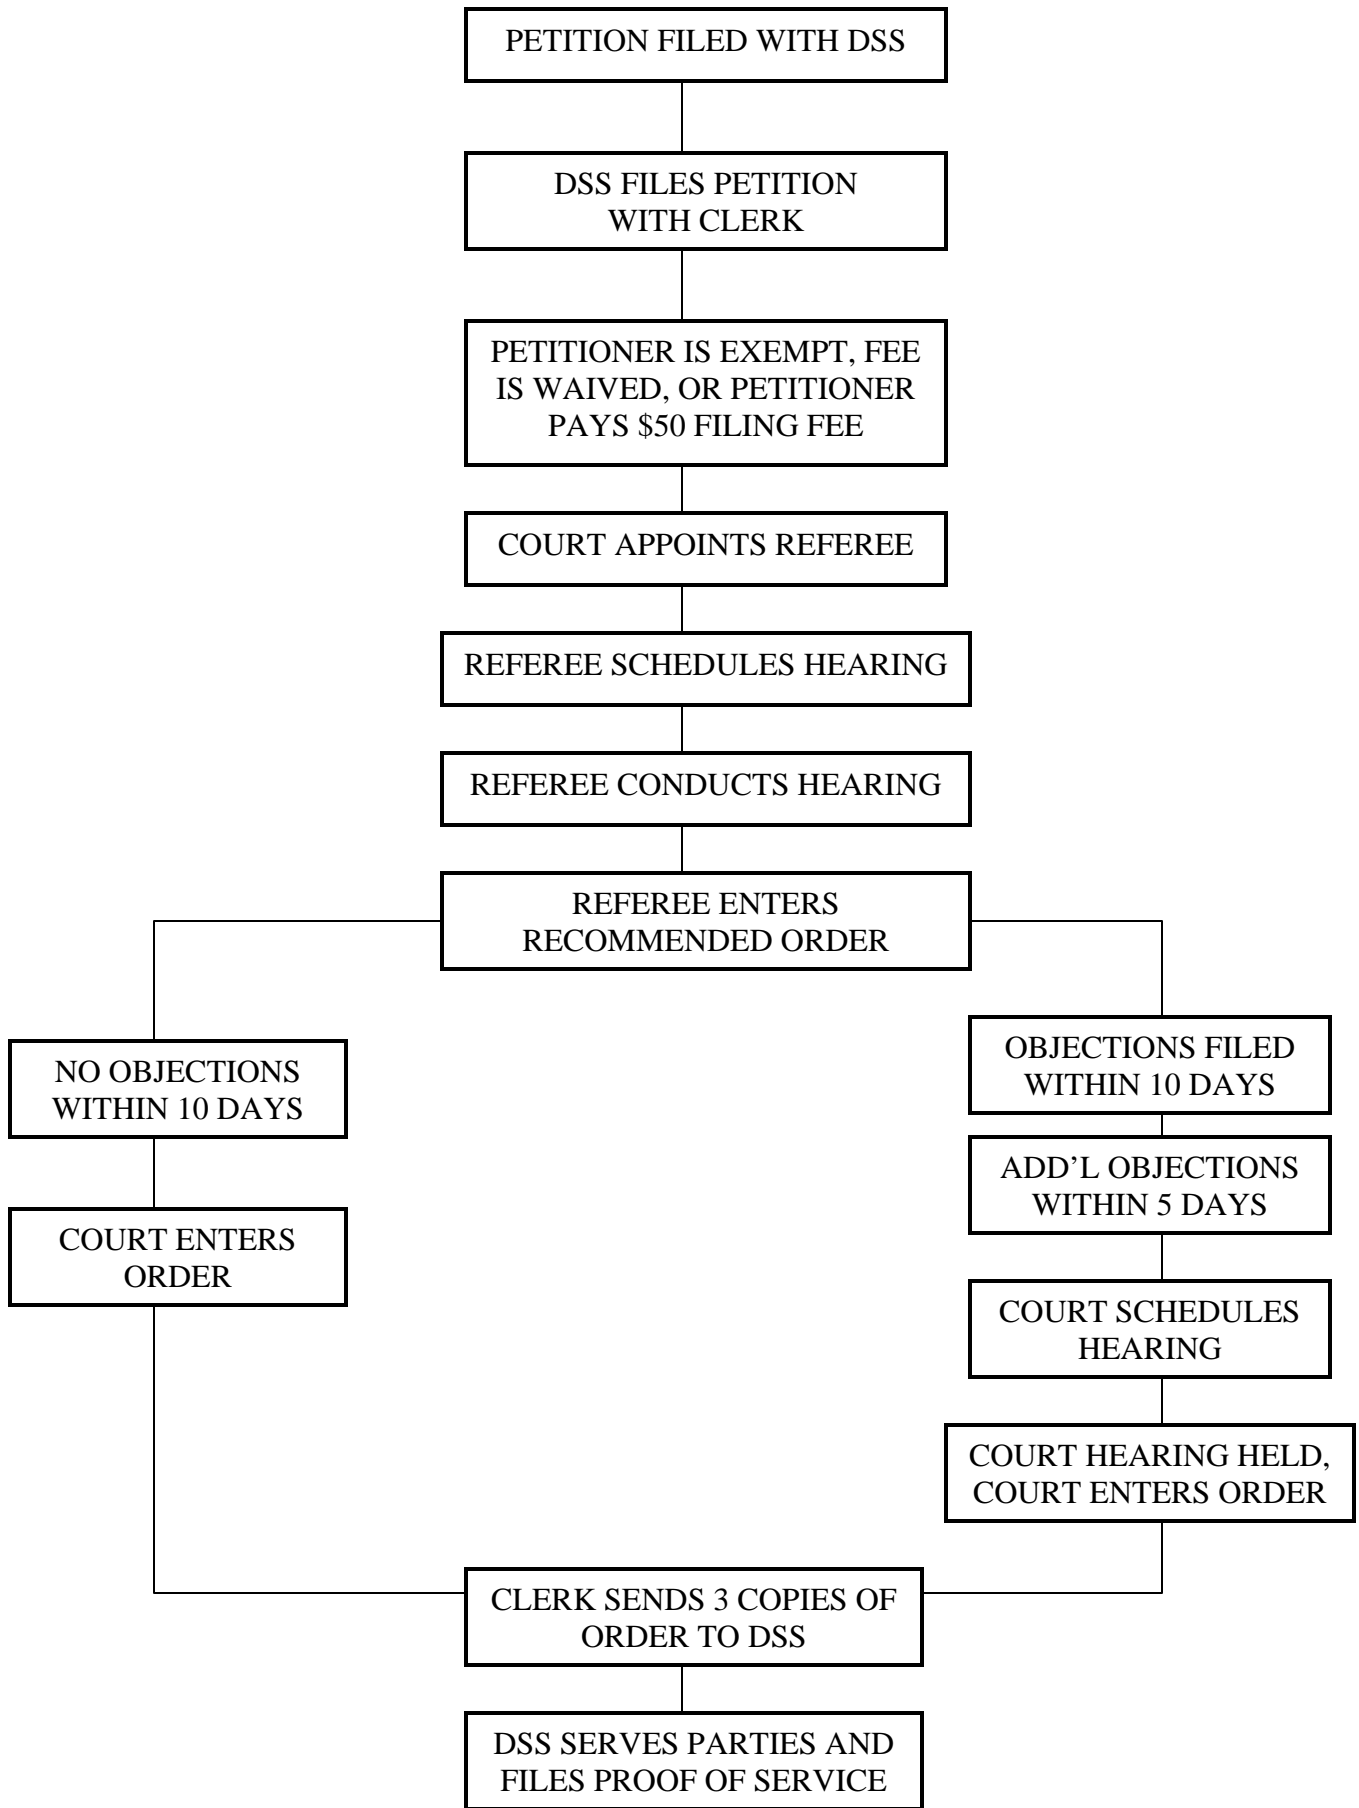 PETITION FILED WITH DSS
DSS FILES PETITION
WITH CLERK
PETITIONER IS EXEMPT, FEE
IS WAIVED, OR PETITIONER
PAYS $50 FILING FEE
COURT APPOINTS REFEREE
REFEREE SCHEDULES HEARING
REFEREE CONDUCTS HEARING
REFEREE ENTERS
RECOMMENDED ORDER
NO OBJECTIONS
WITHIN 10 DAYS
COURT ENTERS
ORDER
OBJECTIONS FILED
WITHIN 10 DAYS
ADD’L OBJECTIONS
WITHIN 5 DAYS
COURT SCHEDULES
HEARING
COURT HEARING HELD,
COURT ENTERS ORDER
CLERK SENDS 3 COPIES OF
ORDER TO DSS
DSS SERVES PARTIES AND
FILES PROOF OF SERVICE